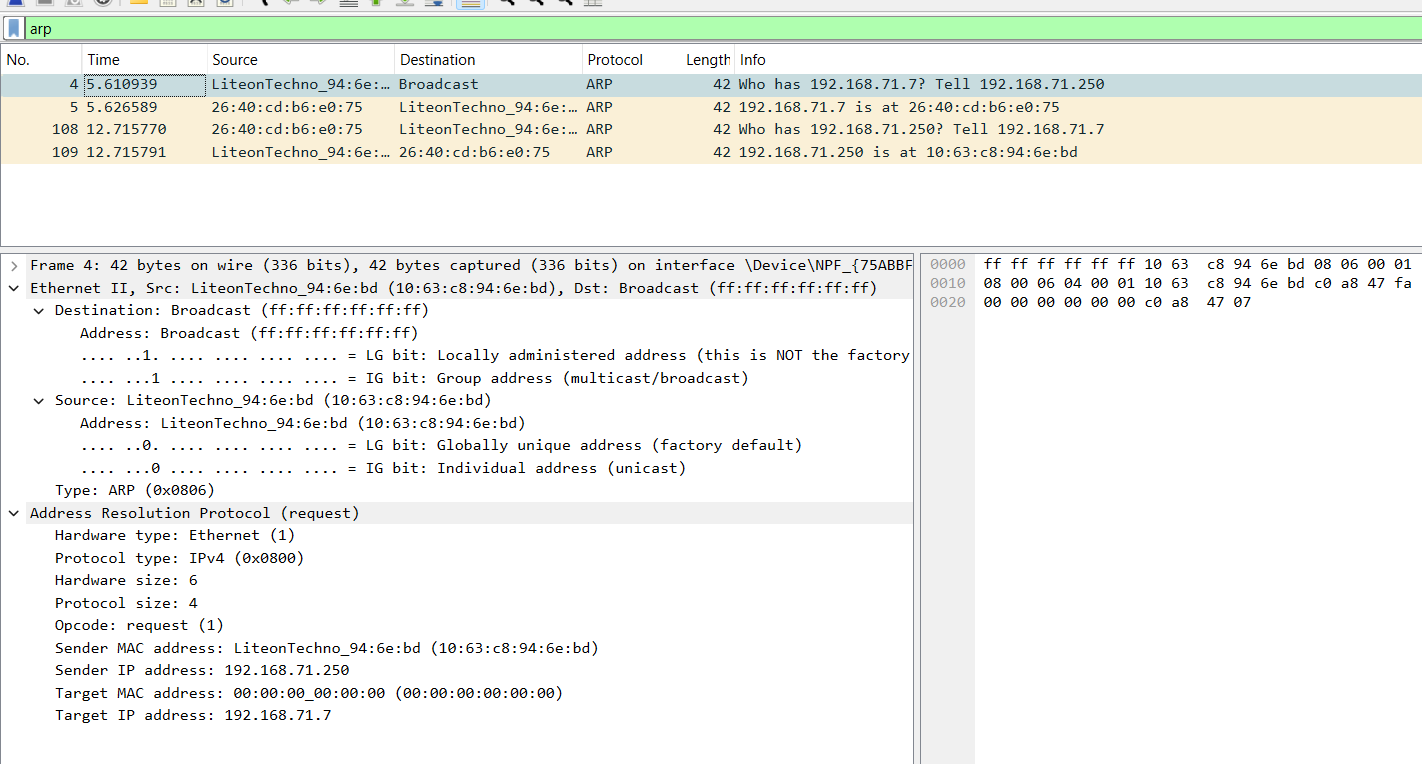 arp
No. Time Source Destination Protocol Length Info
4 5.610939 LiteonTechno_94:6e:… Broadcast ARP 42 Who has 192.168.71.7? Tell 192.168.71.250
5 5.626589 26:40:cd:b6:e0:75 LiteonTechno_94:6e:… ARP 42 192.168.71.7 is at 26:40:cd:b6:e0:75
108 12.715770 26:40:cd:b6:e0:75 LiteonTechno_94:6e:… ARP 42 Who has 192.168.71.250? Tell 192.168.71.7
109 12.715791 LiteonTechno_94:6e:… 26:40:cd:b6:e0:75 ARP 42 192.168.71.250 is at 10:63:c8:94:6e:bd
Frame 4: 42 bytes on wire (336 bits), 42 bytes captured (336 bits) on interface \Device\NPF_{75ABBF
Ethernet II, Src: LiteonTechno_94:6e:bd (10:63:c8:94:6e:bd), Dst: Broadcast (ff:ff:ff:ff:ff:ff)
Destination: Broadcast (ff:ff:ff:ff:ff:ff)
Address: Broadcast (ff:ff:ff:ff:ff:ff)
.... ..1. .... .... .... .... = LG bit: Locally administered address (this is NOT the factory
.... ...1 .... .... .... .... = IG bit: Group address (multicast/broadcast)
Source: LiteonTechno_94:6e:bd (10:63:c8:94:6e:bd)
Address: LiteonTechno_94:6e:bd (10:63:c8:94:6e:bd)
.... ..0. .... .... .... .... = LG bit: Globally unique address (factory default)
.... ...0 .... .... .... .... = IG bit: Individual address (unicast)
Type: ARP (0x0806)
Address Resolution Protocol (request)
Hardware type: Ethernet (1)
Protocol type: IPv4 (0x0800)
Hardware size: 6
Protocol size: 4
Opcode: request (1)
Sender MAC address: LiteonTechno_94:6e:bd (10:63:c8:94:6e:bd)
Sender IP address: 192.168.71.250
Target MAC address: 00:00:00_00:00:00 (00:00:00:00:00:00)
Target IP address: 192.168.71.7
0000 ff ff ff ff ff ff 10 63 c8 94 6e bd 08 06 00 01
0010 08 00 06 04 00 01 10 63 c8 94 6e bd c0 a8 47 fa
0020 00 00 00 00 00 00 c0 a8 47 07